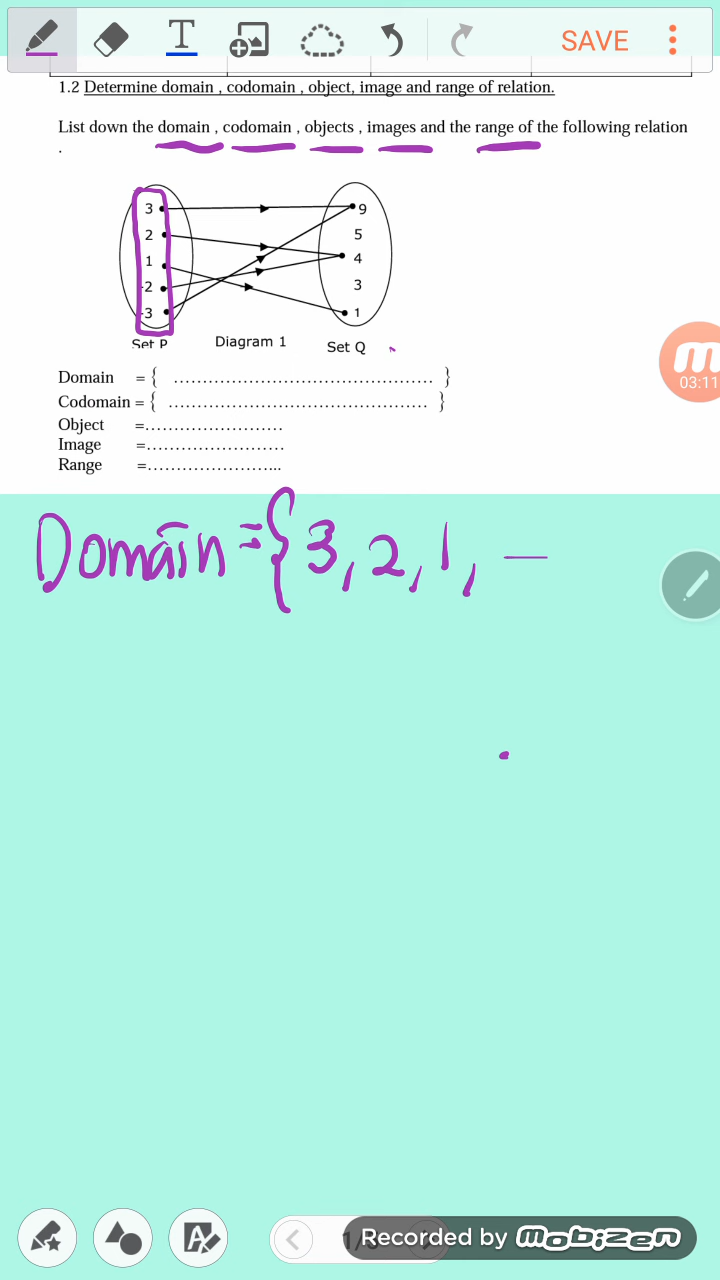 T SAVE
1.2 Determine domain , codomain , object, image and range of relation.
List down the domain , codomain , objects , images and the range of the following relation
.
3 9
2 5
1 4
-2 3
-3 1
Set P Diagram 1 Set Q
03:11
Domain = { ............................................. }
Codomain = { ............................................. }
Object =........................
Image =........................
Range =........................
Domain = { 3, 2, 1, —
A
Recorded by mobizen